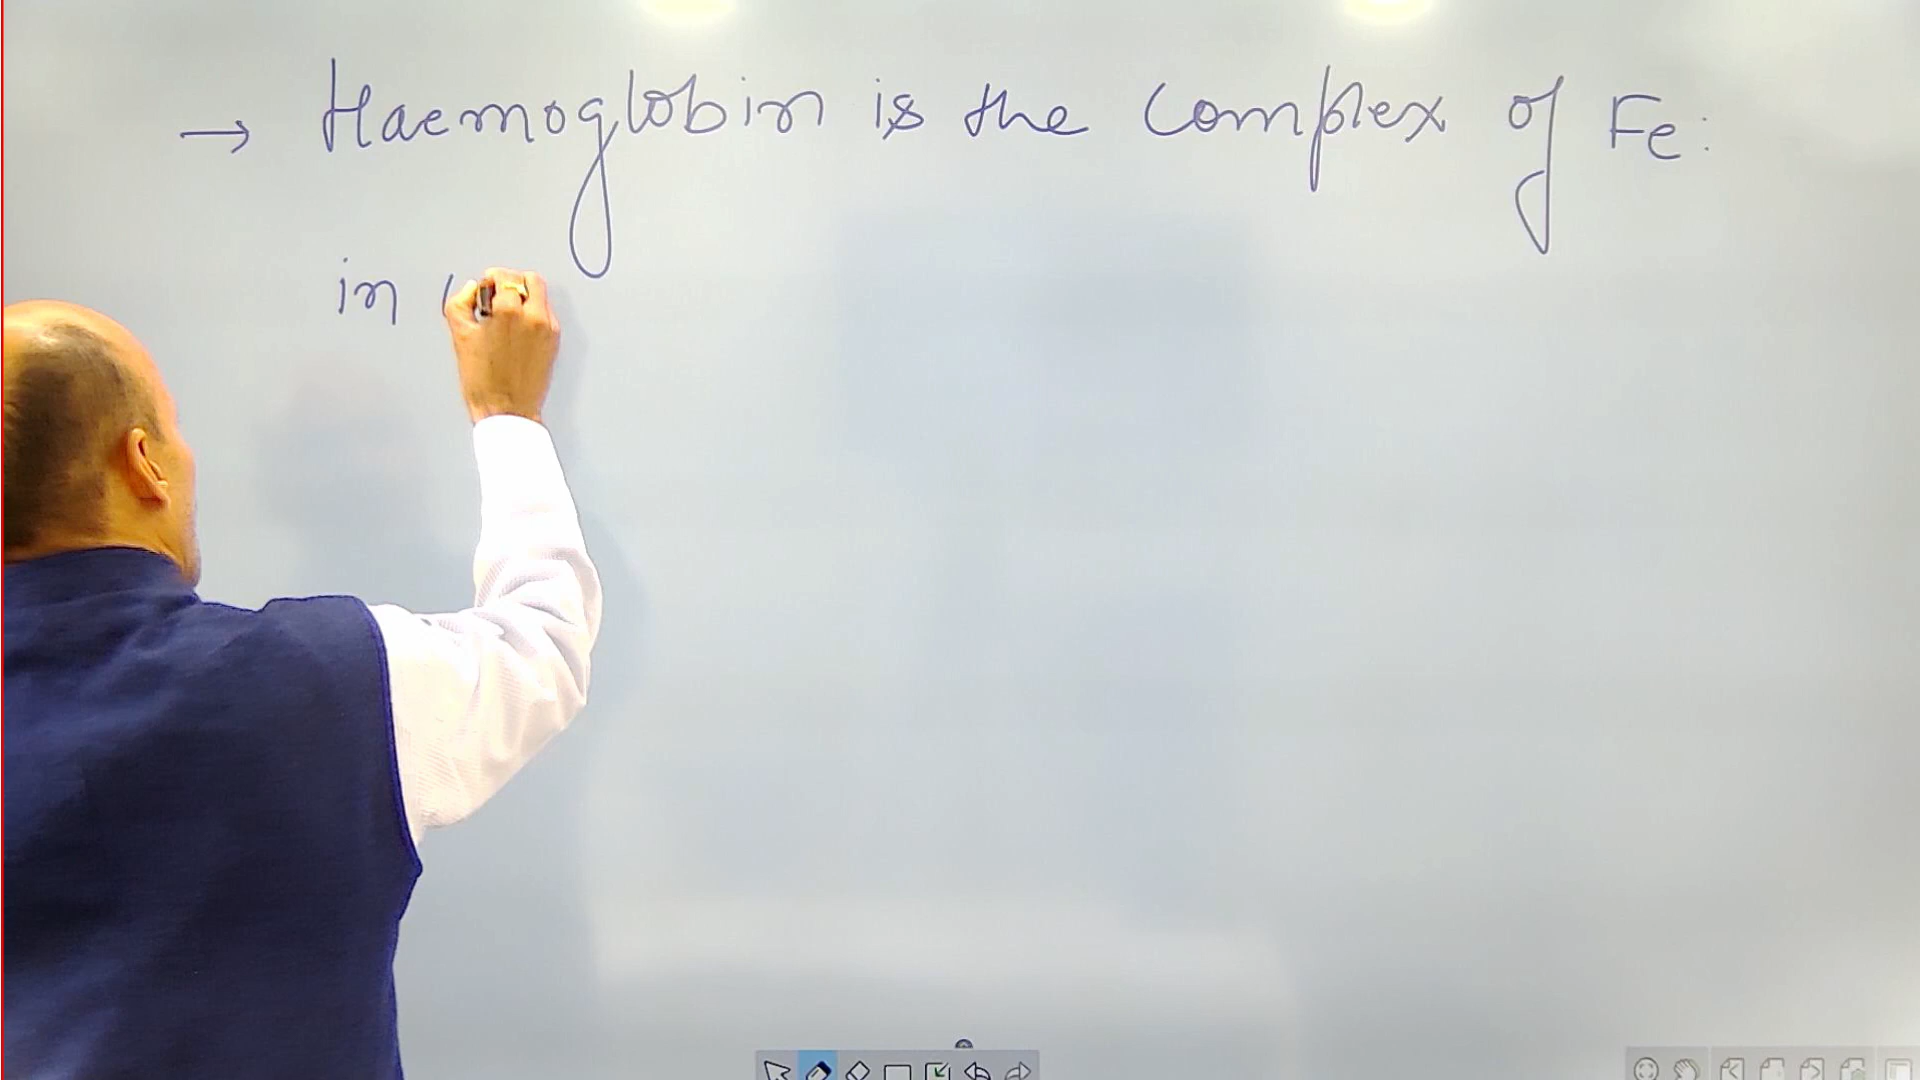 → Haemoglobin is the complex of Fe:
in